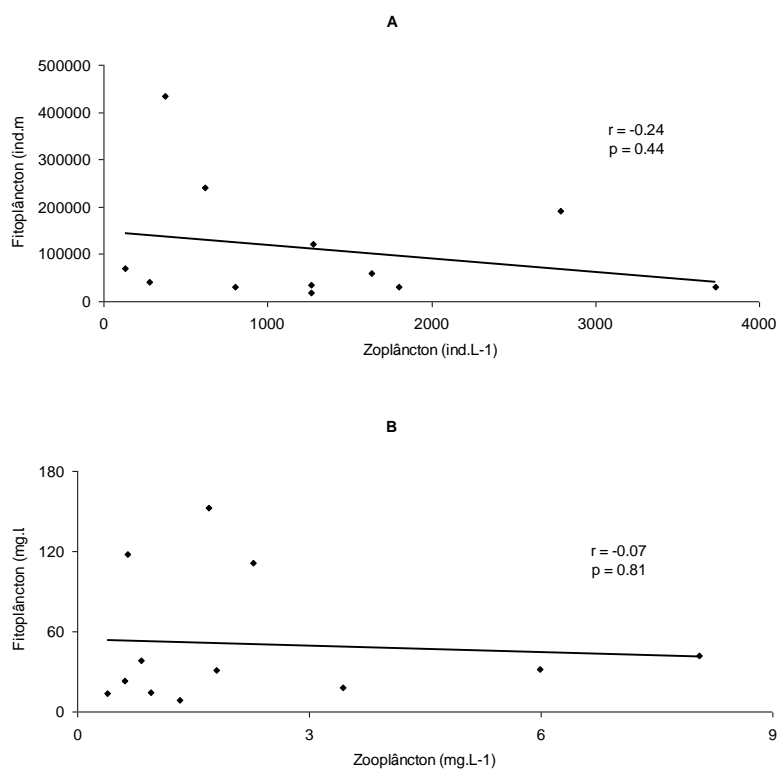 A
500000
400000
300000
200000
100000
0
Fitoplâncton (ind.m
r = -0.24
p = 0.44
0 1000 2000 3000 4000
Zoplâncton (ind.L-1)
B
180
120
60
0
Fitoplâncton (mg.l
r = -0.07
p = 0.81
0 3 6 9
Zooplâncton (mg.L-1)